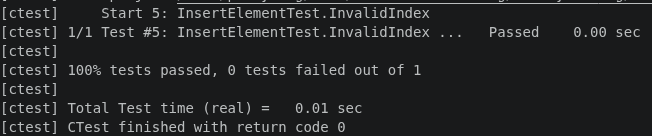 [ctest]     Start 5: InsertElementTest.InvalidIndex
[ctest] 1/1 Test #5: InsertElementTest.InvalidIndex ...   Passed    0.00 sec
[ctest]
[ctest] 100% tests passed, 0 tests failed out of 1
[ctest]
[ctest] Total Test time (real) =   0.01 sec
[ctest] CTest finished with return code 0